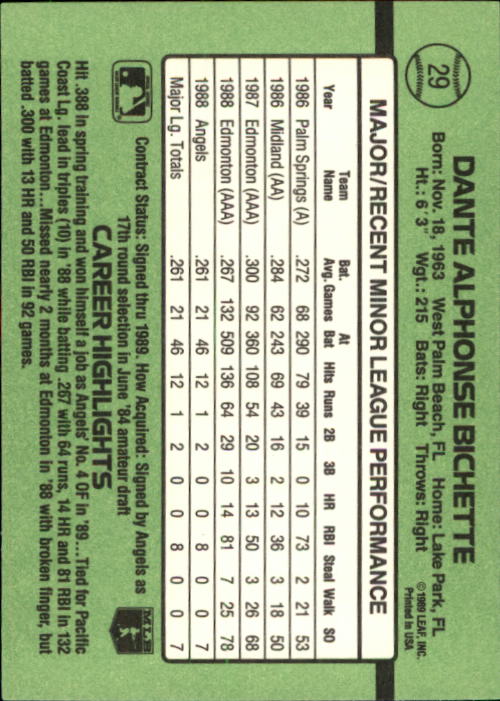 29
DANTE ALPHONSE BICHETTE
Born: Nov. 18, 1963 West Palm Beach, FL Home: Lake Park, FL
Ht.: 6' 3" Wgt.: 215 Bats: Right Throws: Right
©1989 LEAF, INC.
Printed in USA
MAJOR/RECENT MINOR LEAGUE PERFORMANCE
Year Team Name Bat. Avg. Games At Bat Hits Runs 2B 3B HR RBI Steal Walk SO
1986 Palm Springs (A) .272 68 290 79 39 15 0 10 73 2 21 53
1986 Midland (AA) .284 62 243 69 43 16 2 12 36 3 18 50
1987 Edmonton (AAA) .300 92 360 108 54 20 3 13 50 3 26 68
1988 Edmonton (AAA) .267 132 509 136 64 29 10 14 81 7 25 78
1988 Angels .261 21 46 12 1 2 0 0 8 0 0 7
Major Lg. Totals .261 21 46 12 1 2 0 0 8 0 0 7
Contract Status: Signed thru 1989. How Acquired: Signed by Angels as
17th round selection in June '84 amateur draft
MLB
CAREER HIGHLIGHTS
Hit .388 in spring training and won himself a job as Angels' No. 4 OF in '89...Tied for Pacific
Coast Lg. lead in triples (10) in '88 while batting .267 with 64 runs, 14 HR and 81 RBI in 132
games at Edmonton...Missed nearly 2 months at Edmonton in '88 with broken finger, but
batted .300 with 13 HR and 50 RBI in 92 games.